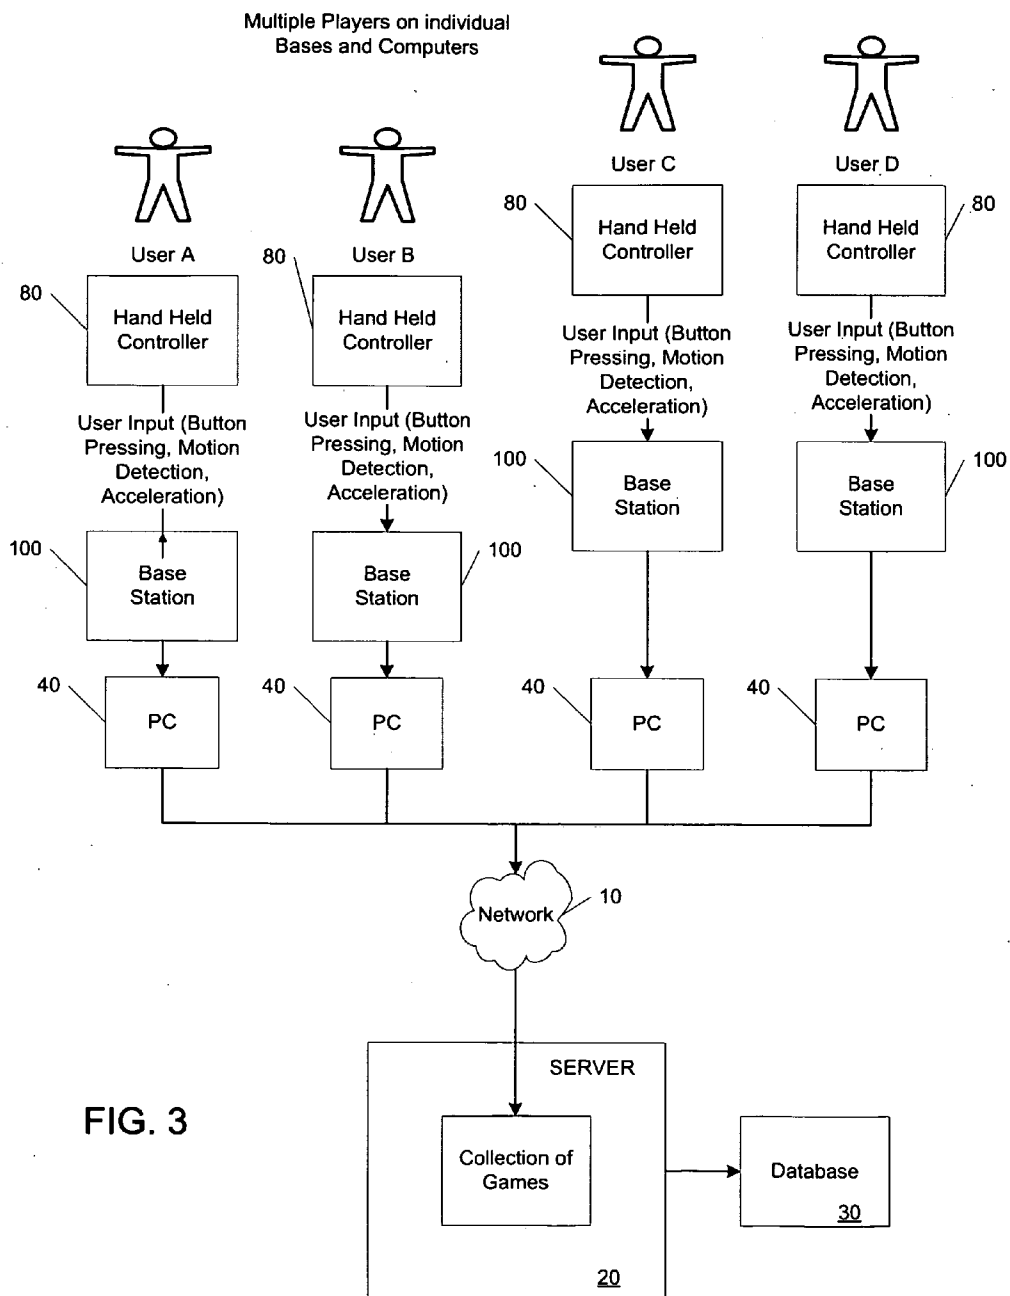 Multiple Players on individual
Bases and Computers
User C
User D
80
Hand Held
Controller
Hand Held
Controller
80
User A
80
User B
80
Hand Held
Controller
Hand Held
Controller
User Input (Button
Pressing, Motion
Detection,
Acceleration)
User Input (Button
Pressing, Motion
Detection,
Acceleration)
User Input (Button
Pressing, Motion
Detection,
Acceleration)
User Input (Button
Pressing, Motion
Detection,
Acceleration)
100
Base
Station
Base
Station
100
100
Base
Station
Base
Station
100
40
PC
40
PC
40
PC
40
PC
Network
10
SERVER
FIG. 3
Collection of
Games
Database
30
20